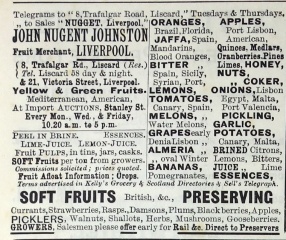 Telegrams to "8, Trafalgar Road, Liscard," Tuesdays & Thursdays,
,, to Sales "NUGGET, Liverpool."
JOHN NUGENT JOHNSTON
Fruit Merchant, LIVERPOOL
8, Trafalgar Rd., Liscard (Res.)
Tel. Liscard 58 day & night.
& 21, Victoria Street, Liverpool.
Yellow & Green Fruits.
Mediterranean, American,
At Import AUCTIONS, Stanley St.
Every Mon., Wed., & Friday,
10.20 a.m. to 5 p.m.
PEEL IN BRINE. ESSENCES.
LIME-JUICE. LEMON-JUICE.
Fruit Pulps, in tins, jars, casks.
SOFT Fruits per ton from growers.
Commissions solicited; prices quoted.
Fruit Afloat Information; Crops.
ORANGES, APPLES,
Brazil, Florida, Port Lisbon,
JAFFA, Spain, American,
Mandarins, Quinces, Medlars,
Blood Oranges, Cranberries, Pines
BITTER ,, Limes, HONEY,
Spain, Sicily, NUTS,
Syrian, Port, COKER,
LEMONS, ONIONS, Lisbon
TOMATOES, Egypt, Malta,
Canary, Spain, Port Valencia,
MELONS, ,, PICKLING,
Water Melons, GARLIC,
GRAPES early POTATOES,
Denia Lisbon ,, Canary, Malta,
ALMERIA ,, BRINED Citrons,
,, oval Winter Lemons, Bitters,
BANANAS, JUICE ,, Lime
Pomegranates, ESSENCES,
Terms advertised in Kelly's Grocery & Scotland Directories & Sell's Telegraph.
SOFT FRUITS British, &c., PRESERVING
Currants, Strawberries, Rasps., Damsons, Plums, Blackberries, Apples,
PICKLERS. Walnuts, Shallots, Herbs, Mushrooms, Gooseberries,
GROWERS, Salesmen please offer early for Rail &c. Direct to Preservers